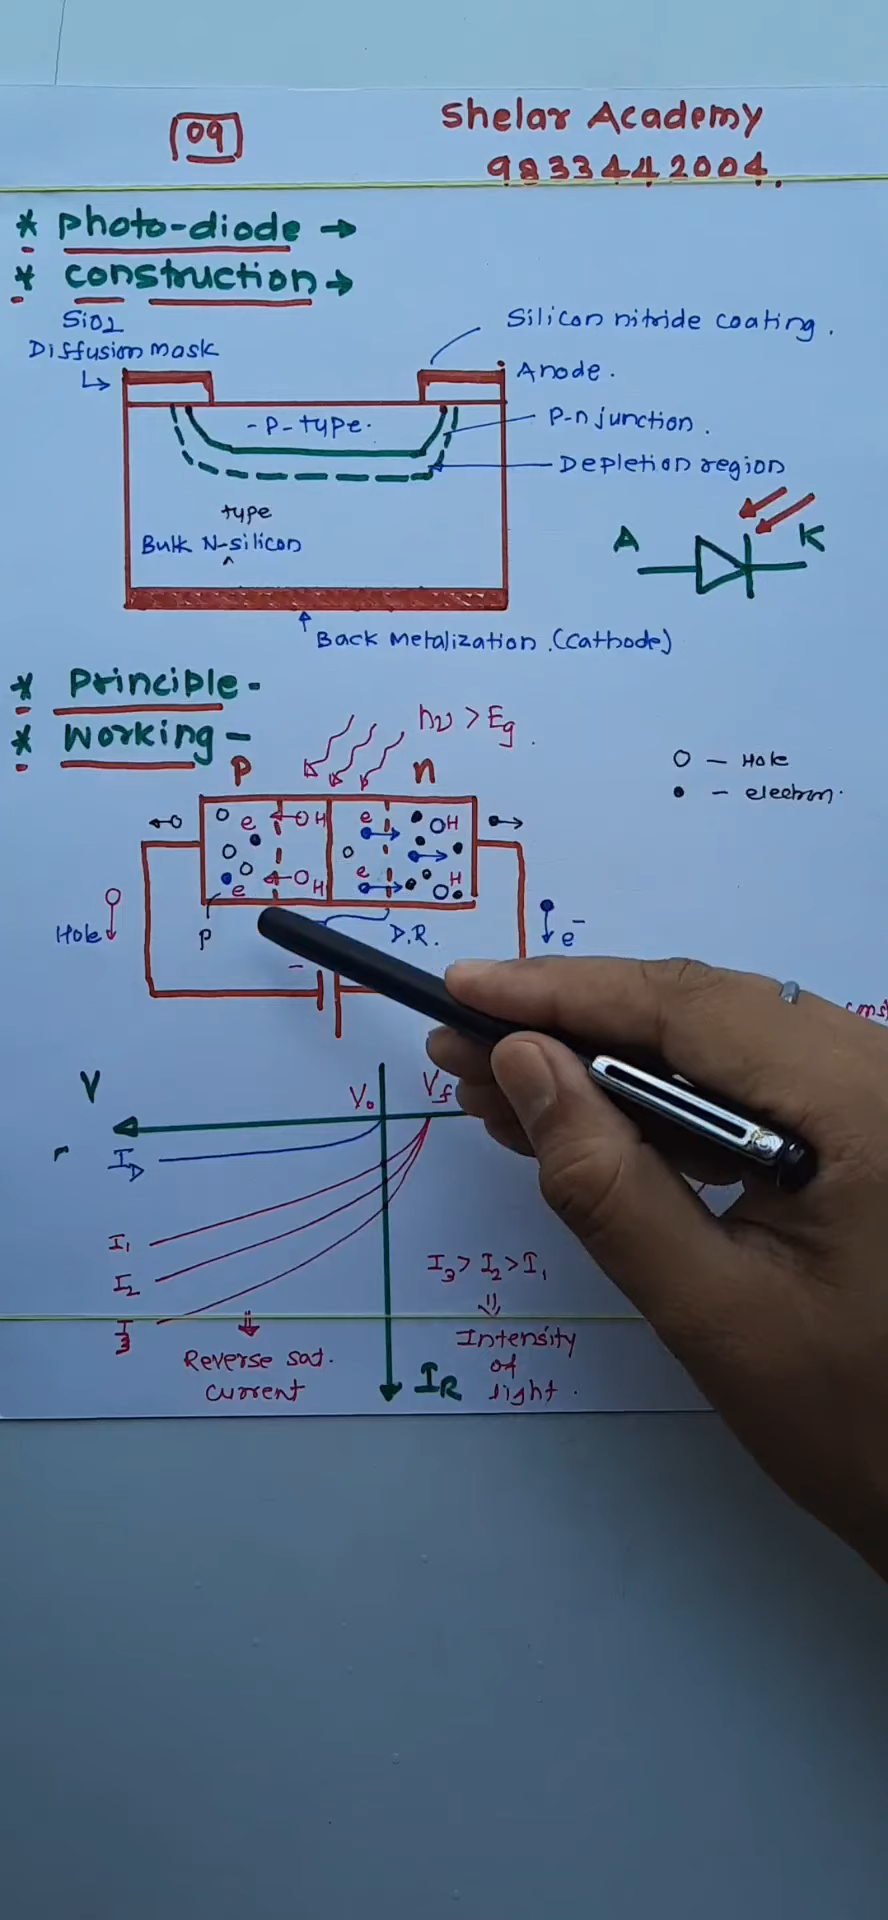 09
Shelar Academy
9833442004.
* Photo-diode →
* construction →
SiO2
Diffusion mask
Silicon nitride coating.
Anode.
- P-type.
P-n junction.
Depletion region
type
Bulk N-silicon
^
A
K
Back Metalization (Cathode)
* Principle-
* Working-
hν > Eg.
P
n
O - Hole
• - electron.
e
H
e
H
e
H
e
H
Hole
P
D.R.
e-
-
V
V₀
Vf
r
ID
I1
I2
I3
I3 > I2 > I1
⇓
⇓
Intensity
of
light.
Reverse sat.
current
IR